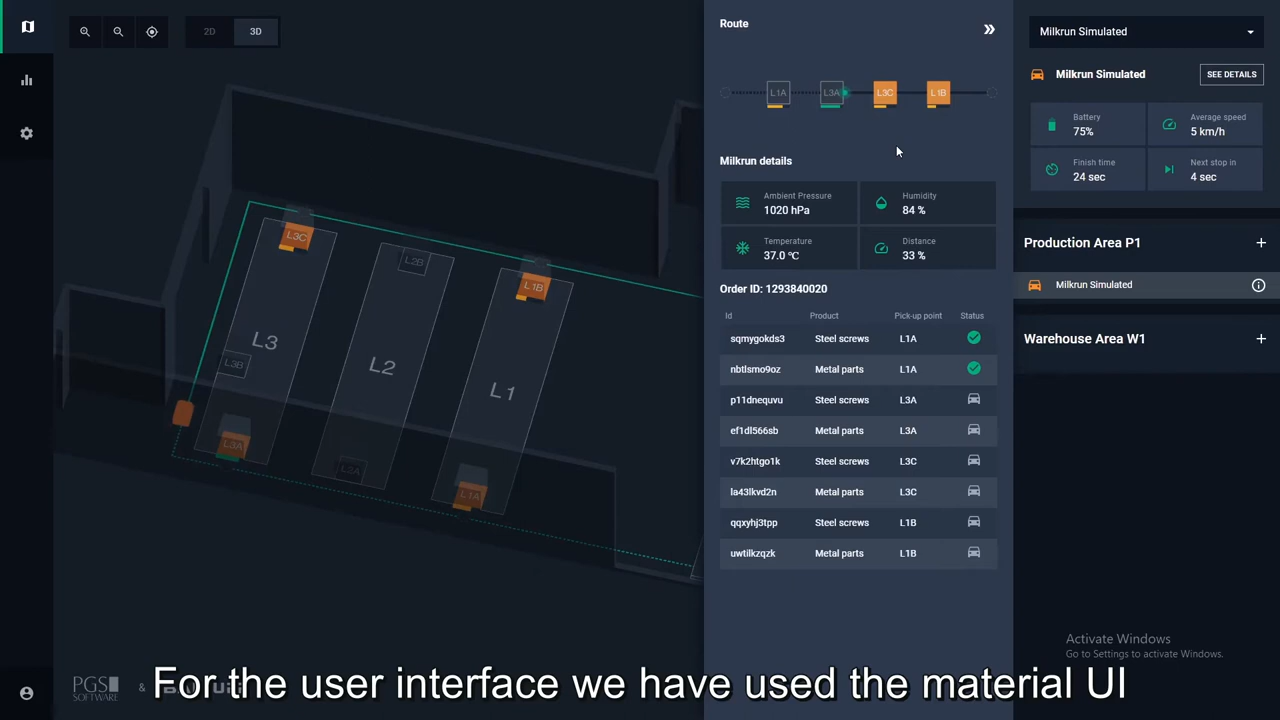 2D
3D
Route
Milkrun Simulated
L1A
L3A
L3C
L1B
Milkrun Simulated
SEE DETAILS
Battery
75%
Average speed
5 km/h
Finish time
24 sec
Next stop in
4 sec
Milkrun details
Ambient Pressure
1020 hPa
Humidity
84 %
Temperature
37.0 °C
Distance
33 %
Production Area P1
Milkrun Simulated
Warehouse Area W1
Order ID: 1293840020
Id Product Pick-up point Status
sqmygokds3 Steel screws L1A
nbtlsmo9oz Metal parts L1A
p11dnequvu Steel screws L3A
ef1dl566sb Metal parts L3A
v7k2htgo1k Steel screws L3C
la43lkvd2n Metal parts L3C
qqxyhj3tpp Steel screws L1B
uwtilkzqzk Metal parts L1B
L3C
L2B
L1B
L3
L3B
L2
L1
L3A
L2A
L1A
Activate Windows
Go to Settings to activate Windows.
PGS
SOFTWARE
&
For the user interface we have used the material UI